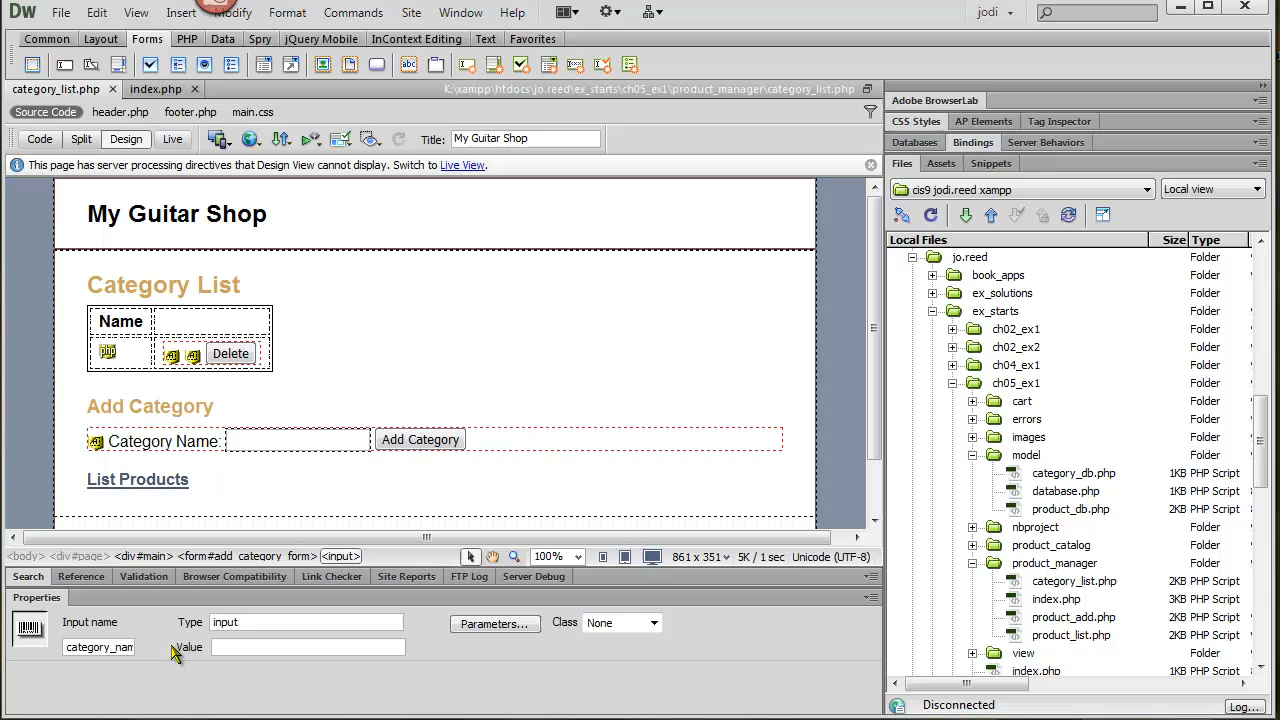 Dw File Edit View Insert Modify Format Commands Site Window Help jodi
Common Layout Forms PHP Data Spry jQuery Mobile InContext Editing Text Favorites
category_list.php index.php K:\xampp\htdocs\jo.reed\ex_starts\ch05_ex1\product_manager\category_list.php
Source Code header.php footer.php main.css
Code Split Design Live Title: My Guitar Shop
This page has server processing directives that Design View cannot display. Switch to Live View.
My Guitar Shop
Category List
Name
php Delete
Add Category
Category Name: Add Category
List Products
<body> <div#page> <div#main> <form#add_category_form> <input> 100% 861 x 351 5K / 1 sec Unicode (UTF-8)
Search Reference Validation Browser Compatibility Link Checker Site Reports FTP Log Server Debug
Properties
Input name Type input Parameters... Class None
category_nam Value
Adobe BrowserLab
CSS Styles AP Elements Tag Inspector
Databases Bindings Server Behaviors
Files Assets Snippets
cis9 jodi.reed xampp Local view
Local Files Size Type
jo.reed Folder
book_apps Folder
ex_solutions Folder
ex_starts Folder
ch02_ex1 Folder
ch02_ex2 Folder
ch04_ex1 Folder
ch05_ex1 Folder
cart Folder
errors Folder
images Folder
model Folder
category_db.php 1KB PHP Script
database.php 1KB PHP Script
product_db.php 2KB PHP Script
nbproject Folder
product_catalog Folder
product_manager Folder
category_list.php 2KB PHP Script
index.php 3KB PHP Script
product_add.php 2KB PHP Script
product_list.php 2KB PHP Script
view Folder
index.php 1KB PHP Script
Disconnected Log...